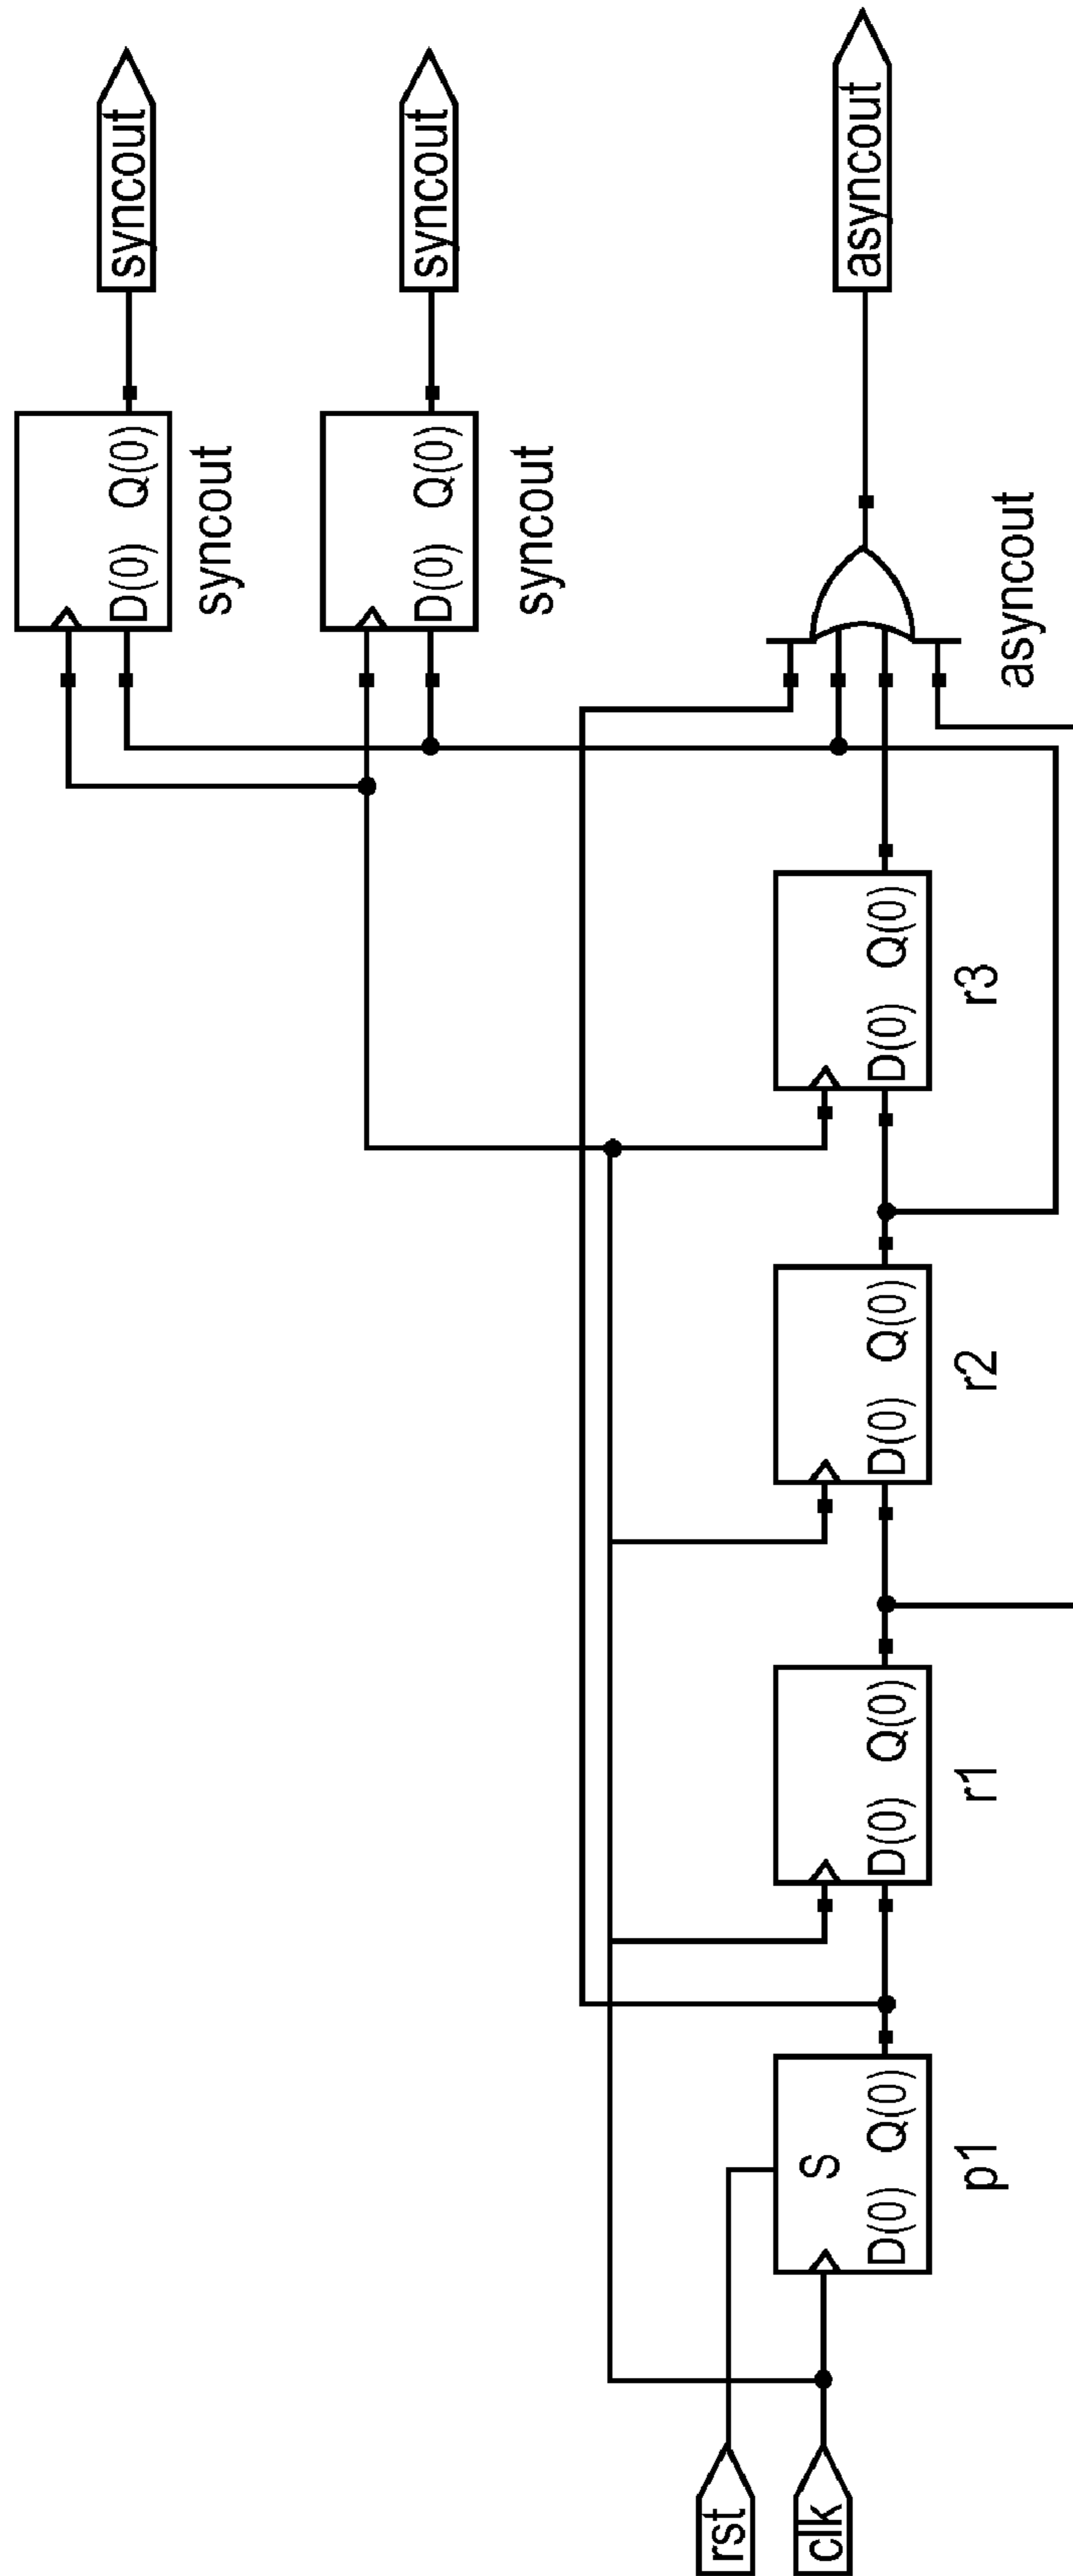 D(0) Q(0) syncout
syncout
D(0) Q(0) syncout
syncout
rst
S
clk D(0) Q(0) D(0) Q(0) D(0) Q(0) D(0) Q(0) asyncout
p1 r1 r2 r3 asyncout